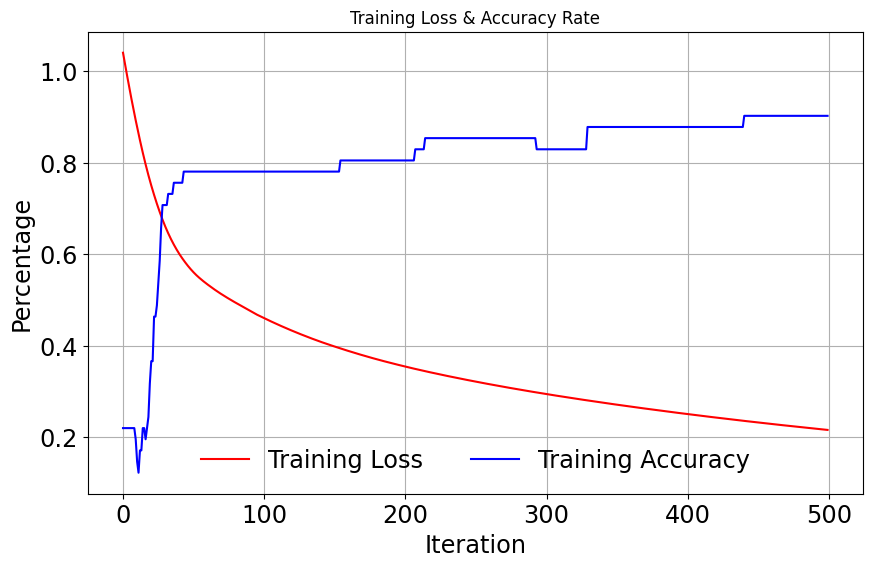 Training Loss & Accuracy Rate
1.0
0.8
0.6
0.4
0.2
Percentage
Training Loss Training Accuracy
0 100 200 300 400 500
Iteration